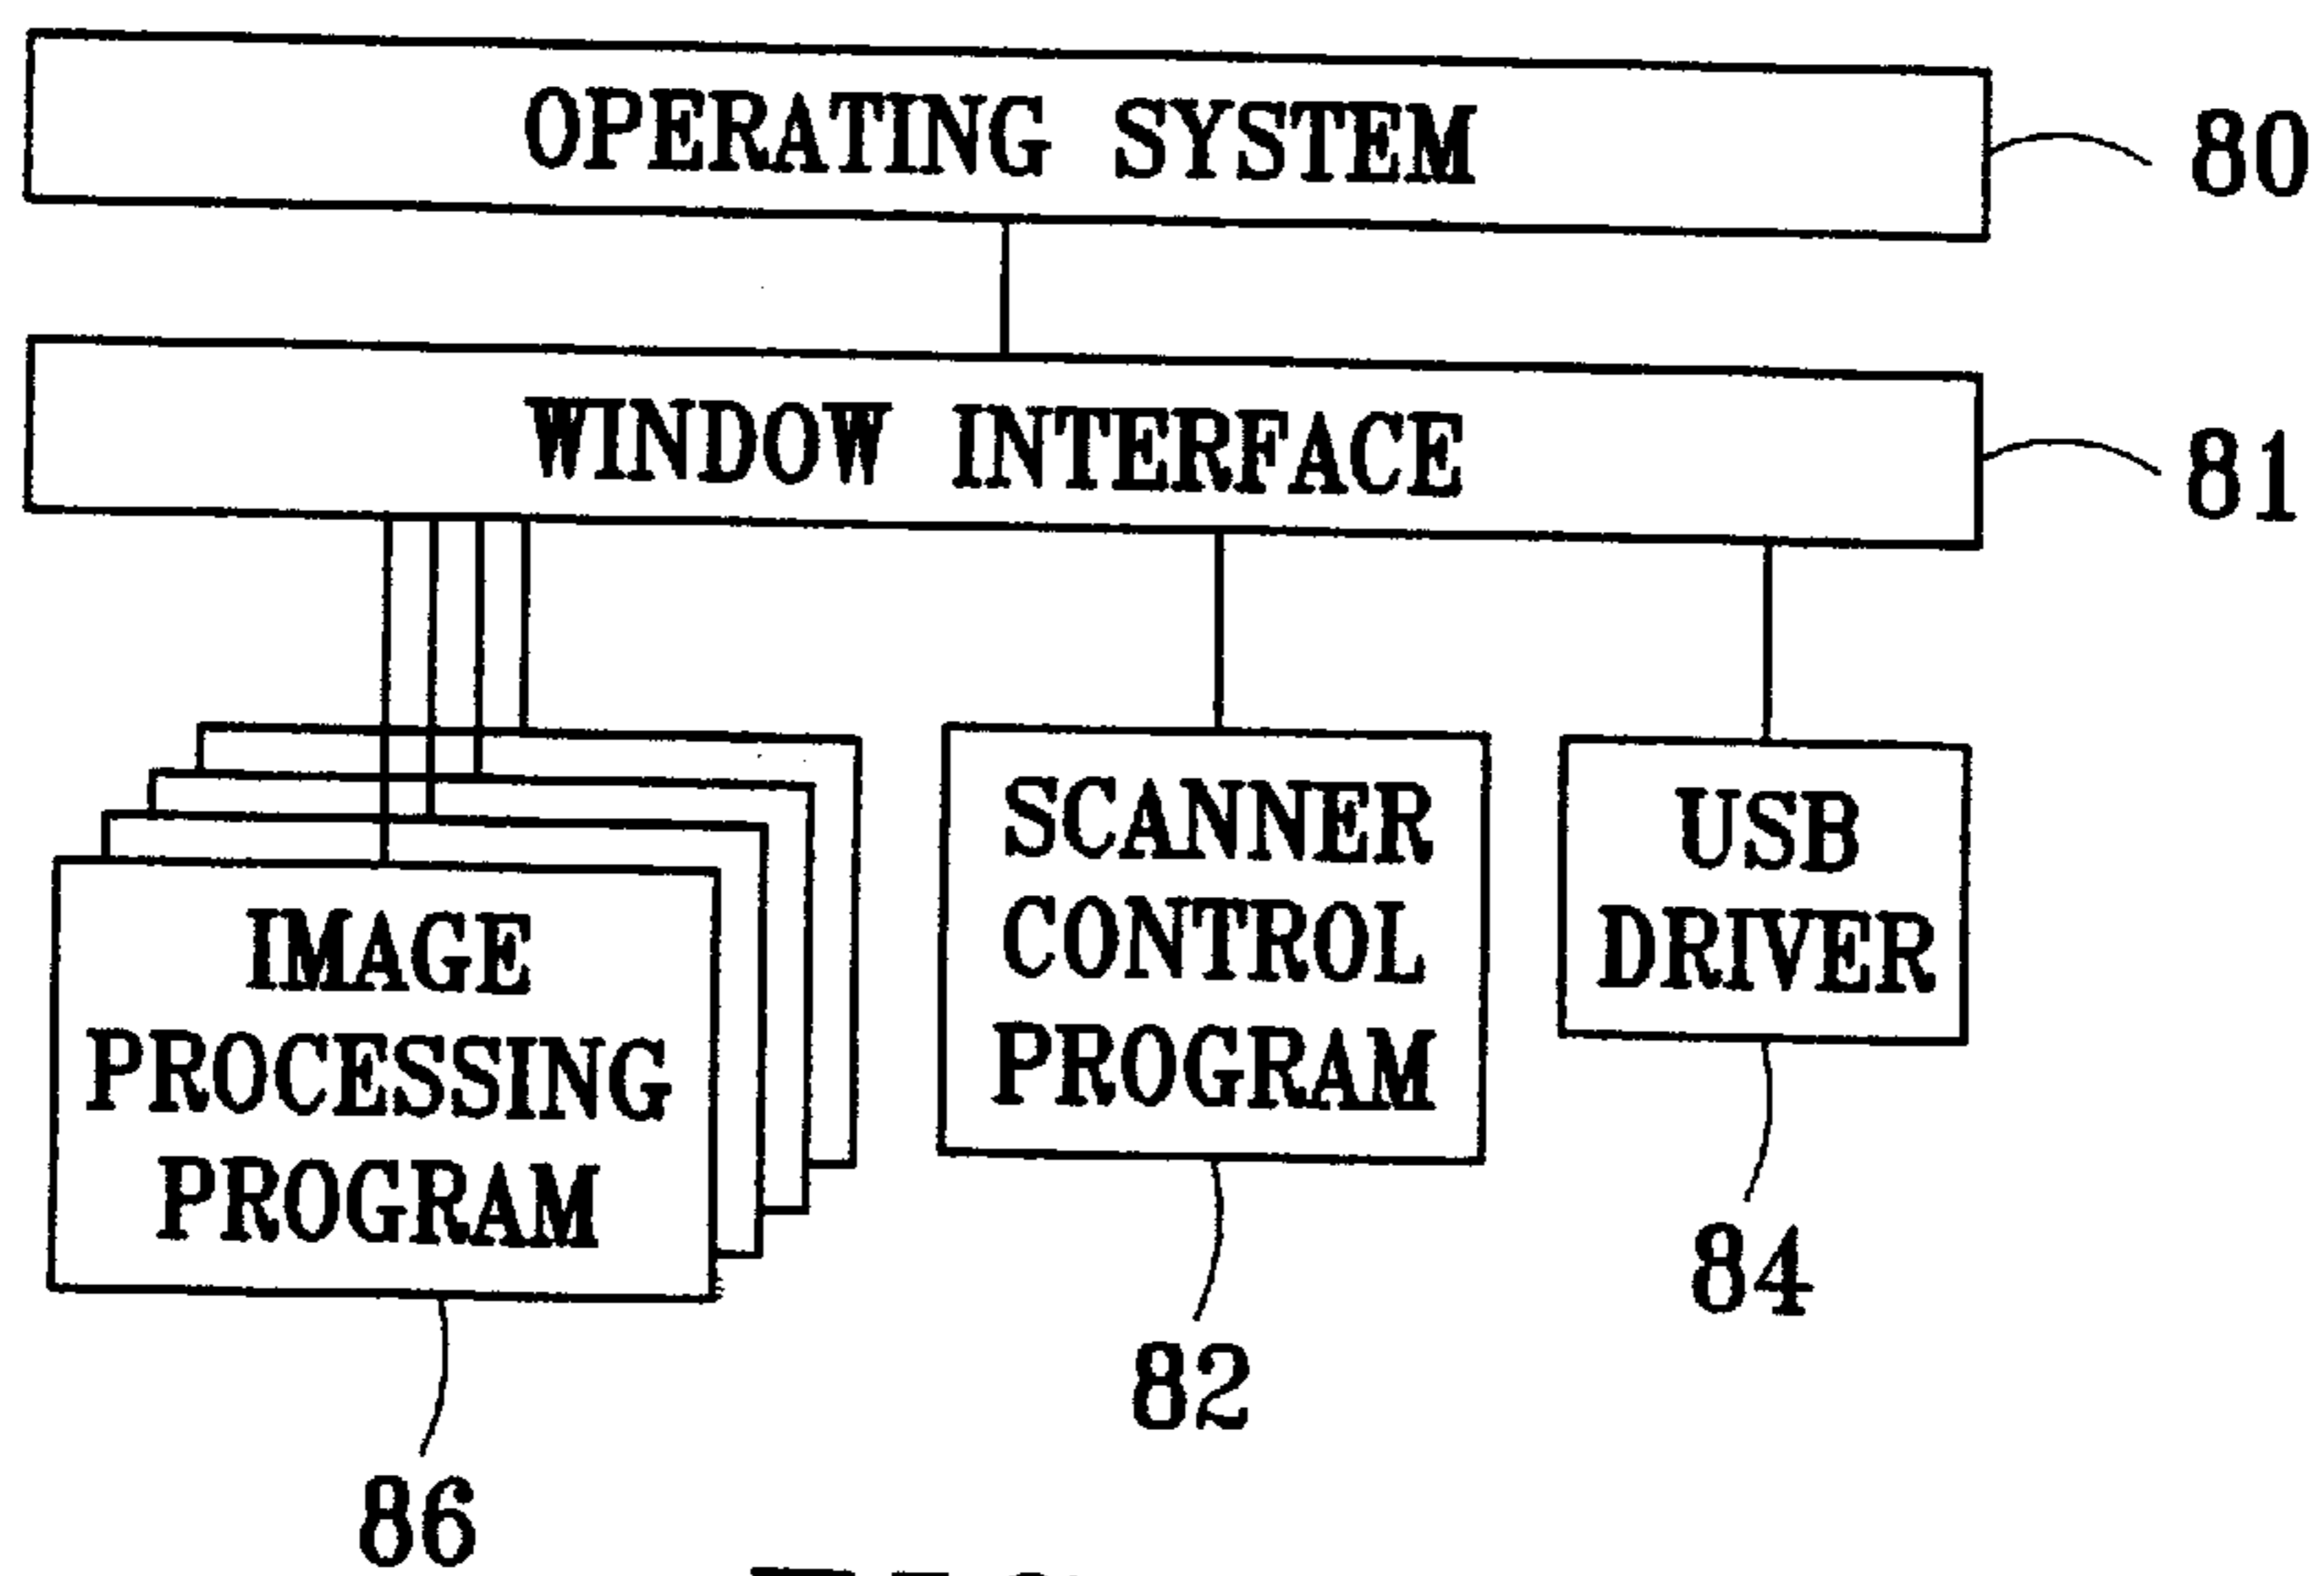 OPERATING SYSTEM
80
WINDOW INTERFACE
81
IMAGE
PROCESSING
PROGRAM
86
SCANNER
CONTROL
PROGRAM
82
USB
DRIVER
84